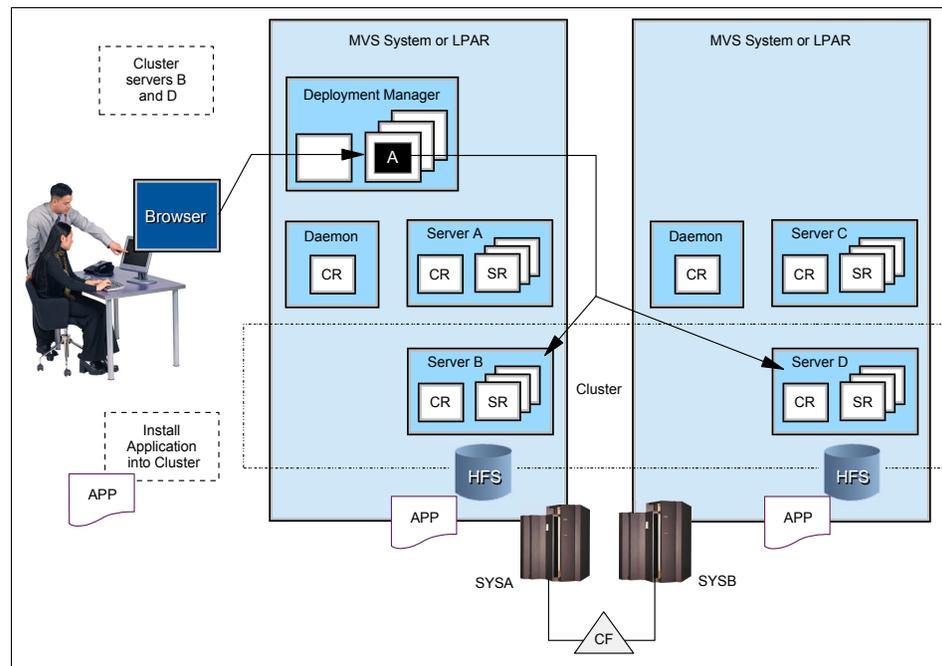 MVS System or LPAR
MVS System or LPAR
Cluster
servers B
and D
Deployment Manager
A
Browser
Daemon
CR
Server A
CR
SR
Daemon
CR
Server C
CR
SR
Server B
CR
SR
Cluster
Server D
CR
SR
Install
Application
into Cluster
APP
HFS
APP
HFS
APP
SYSA
SYSB
CF